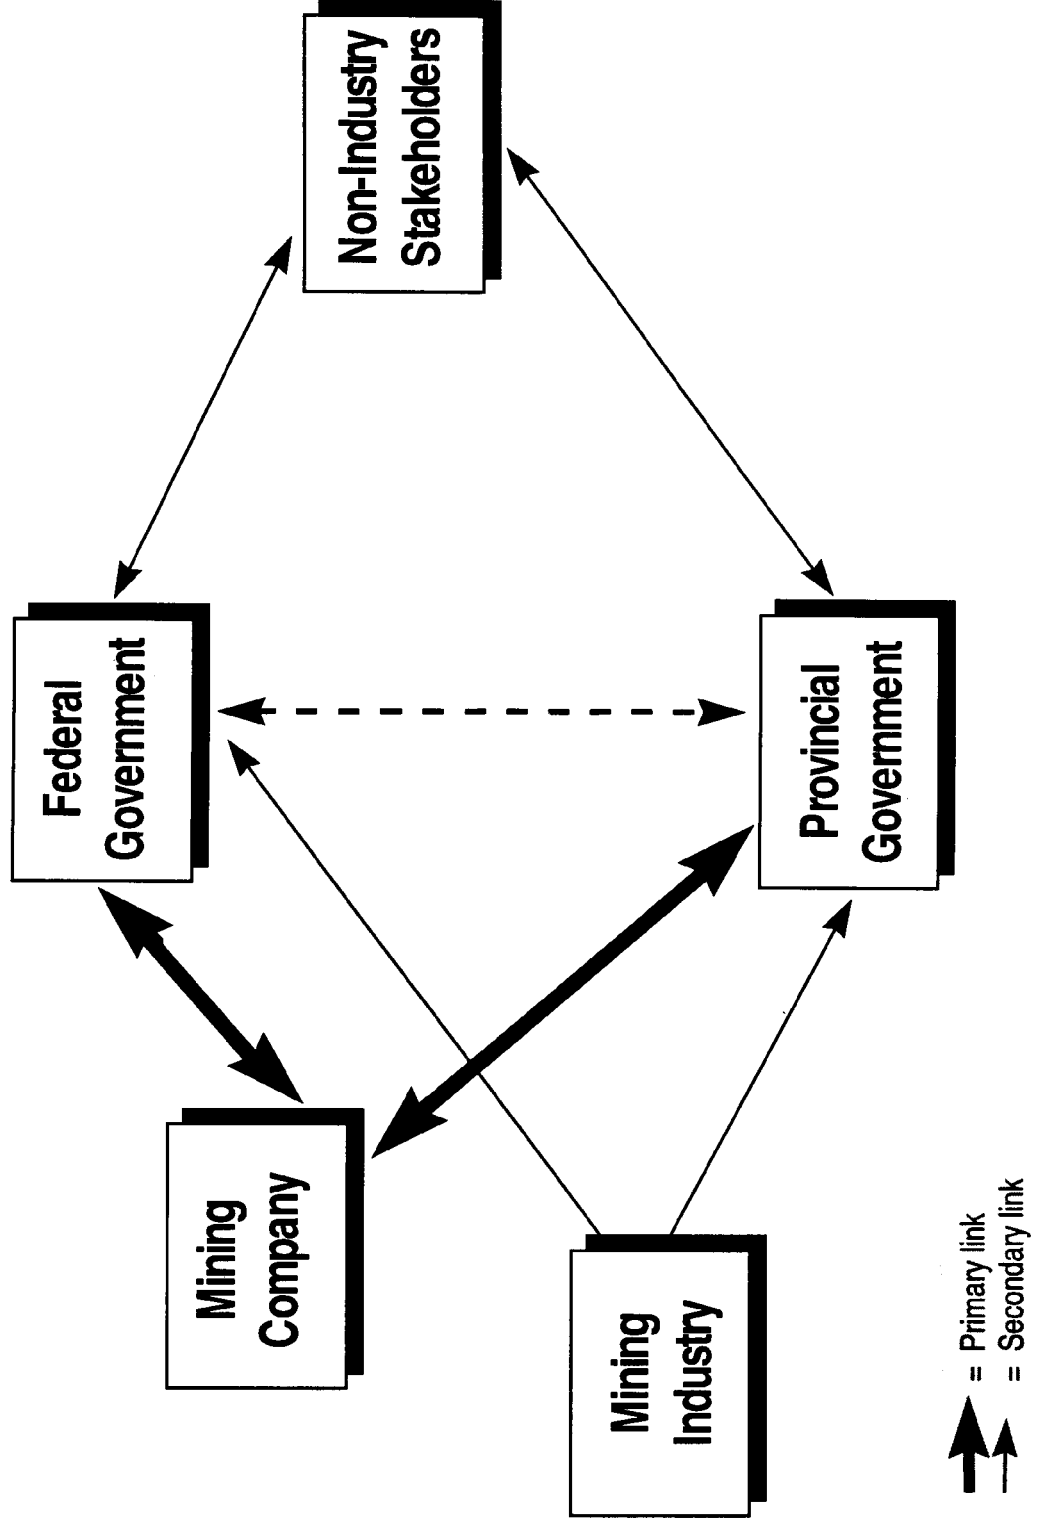 Federal
Government
Mining
Company
Non-Industry
Stakeholders
Mining
Industry
Provincial
Government
= Primary link
= Secondary link